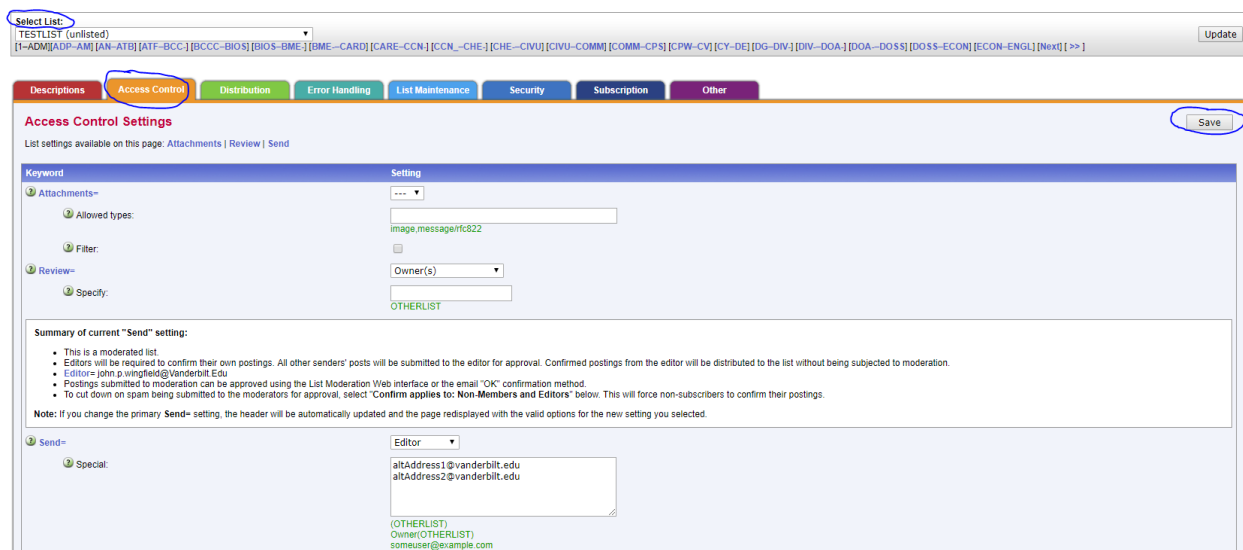 Select List:
TESTLIST (unlisted)
Update
[1–ADM][ADP–AM] [AN–ATB] [ATF–BCC-] [BCCC–BIOS] [BIOS–BME-] [BME-–CARD] [CARE–CCN-] [CCN_–CHE-] [CHE-–CIVU] [CIVU–COMM] [COMM–CPS] [CPW–CV] [CY–DE] [DG–DIV-] [DIV-–DOA-] [DOA-–DOSS] [DOSS–ECON] [ECON–ENGL] [Next] [ >> ]
Descriptions Access Control Distribution Error Handling List Maintenance Security Subscription Other
Access Control Settings
Save
List settings available on this page: Attachments | Review | Send
Keyword Setting
Attachments= ---
Allowed types:
image,message/rfc822
Filter:
Review= Owner(s)
Specify:
OTHERLIST
Summary of current "Send" setting:
• This is a moderated list.
• Editors will be required to confirm their own postings. All other senders' posts will be submitted to the editor for approval. Confirmed postings from the editor will be distributed to the list without being subjected to moderation.
• Editor= john.p.wingfield@Vanderbilt.Edu
• Postings submitted to moderation can be approved using the List Moderation Web interface or the email "OK" confirmation method.
• To cut down on spam being submitted to the moderators for approval, select "Confirm applies to: Non-Members and Editors" below. This will force non-subscribers to confirm their postings.
Note: If you change the primary Send= setting, the header will be automatically updated and the page redisplayed with the valid options for the new setting you selected.
Send= Editor
Special: altAddress1@vanderbilt.edu
altAddress2@vanderbilt.edu
(OTHERLIST)
Owner(OTHERLIST)
someuser@example.com